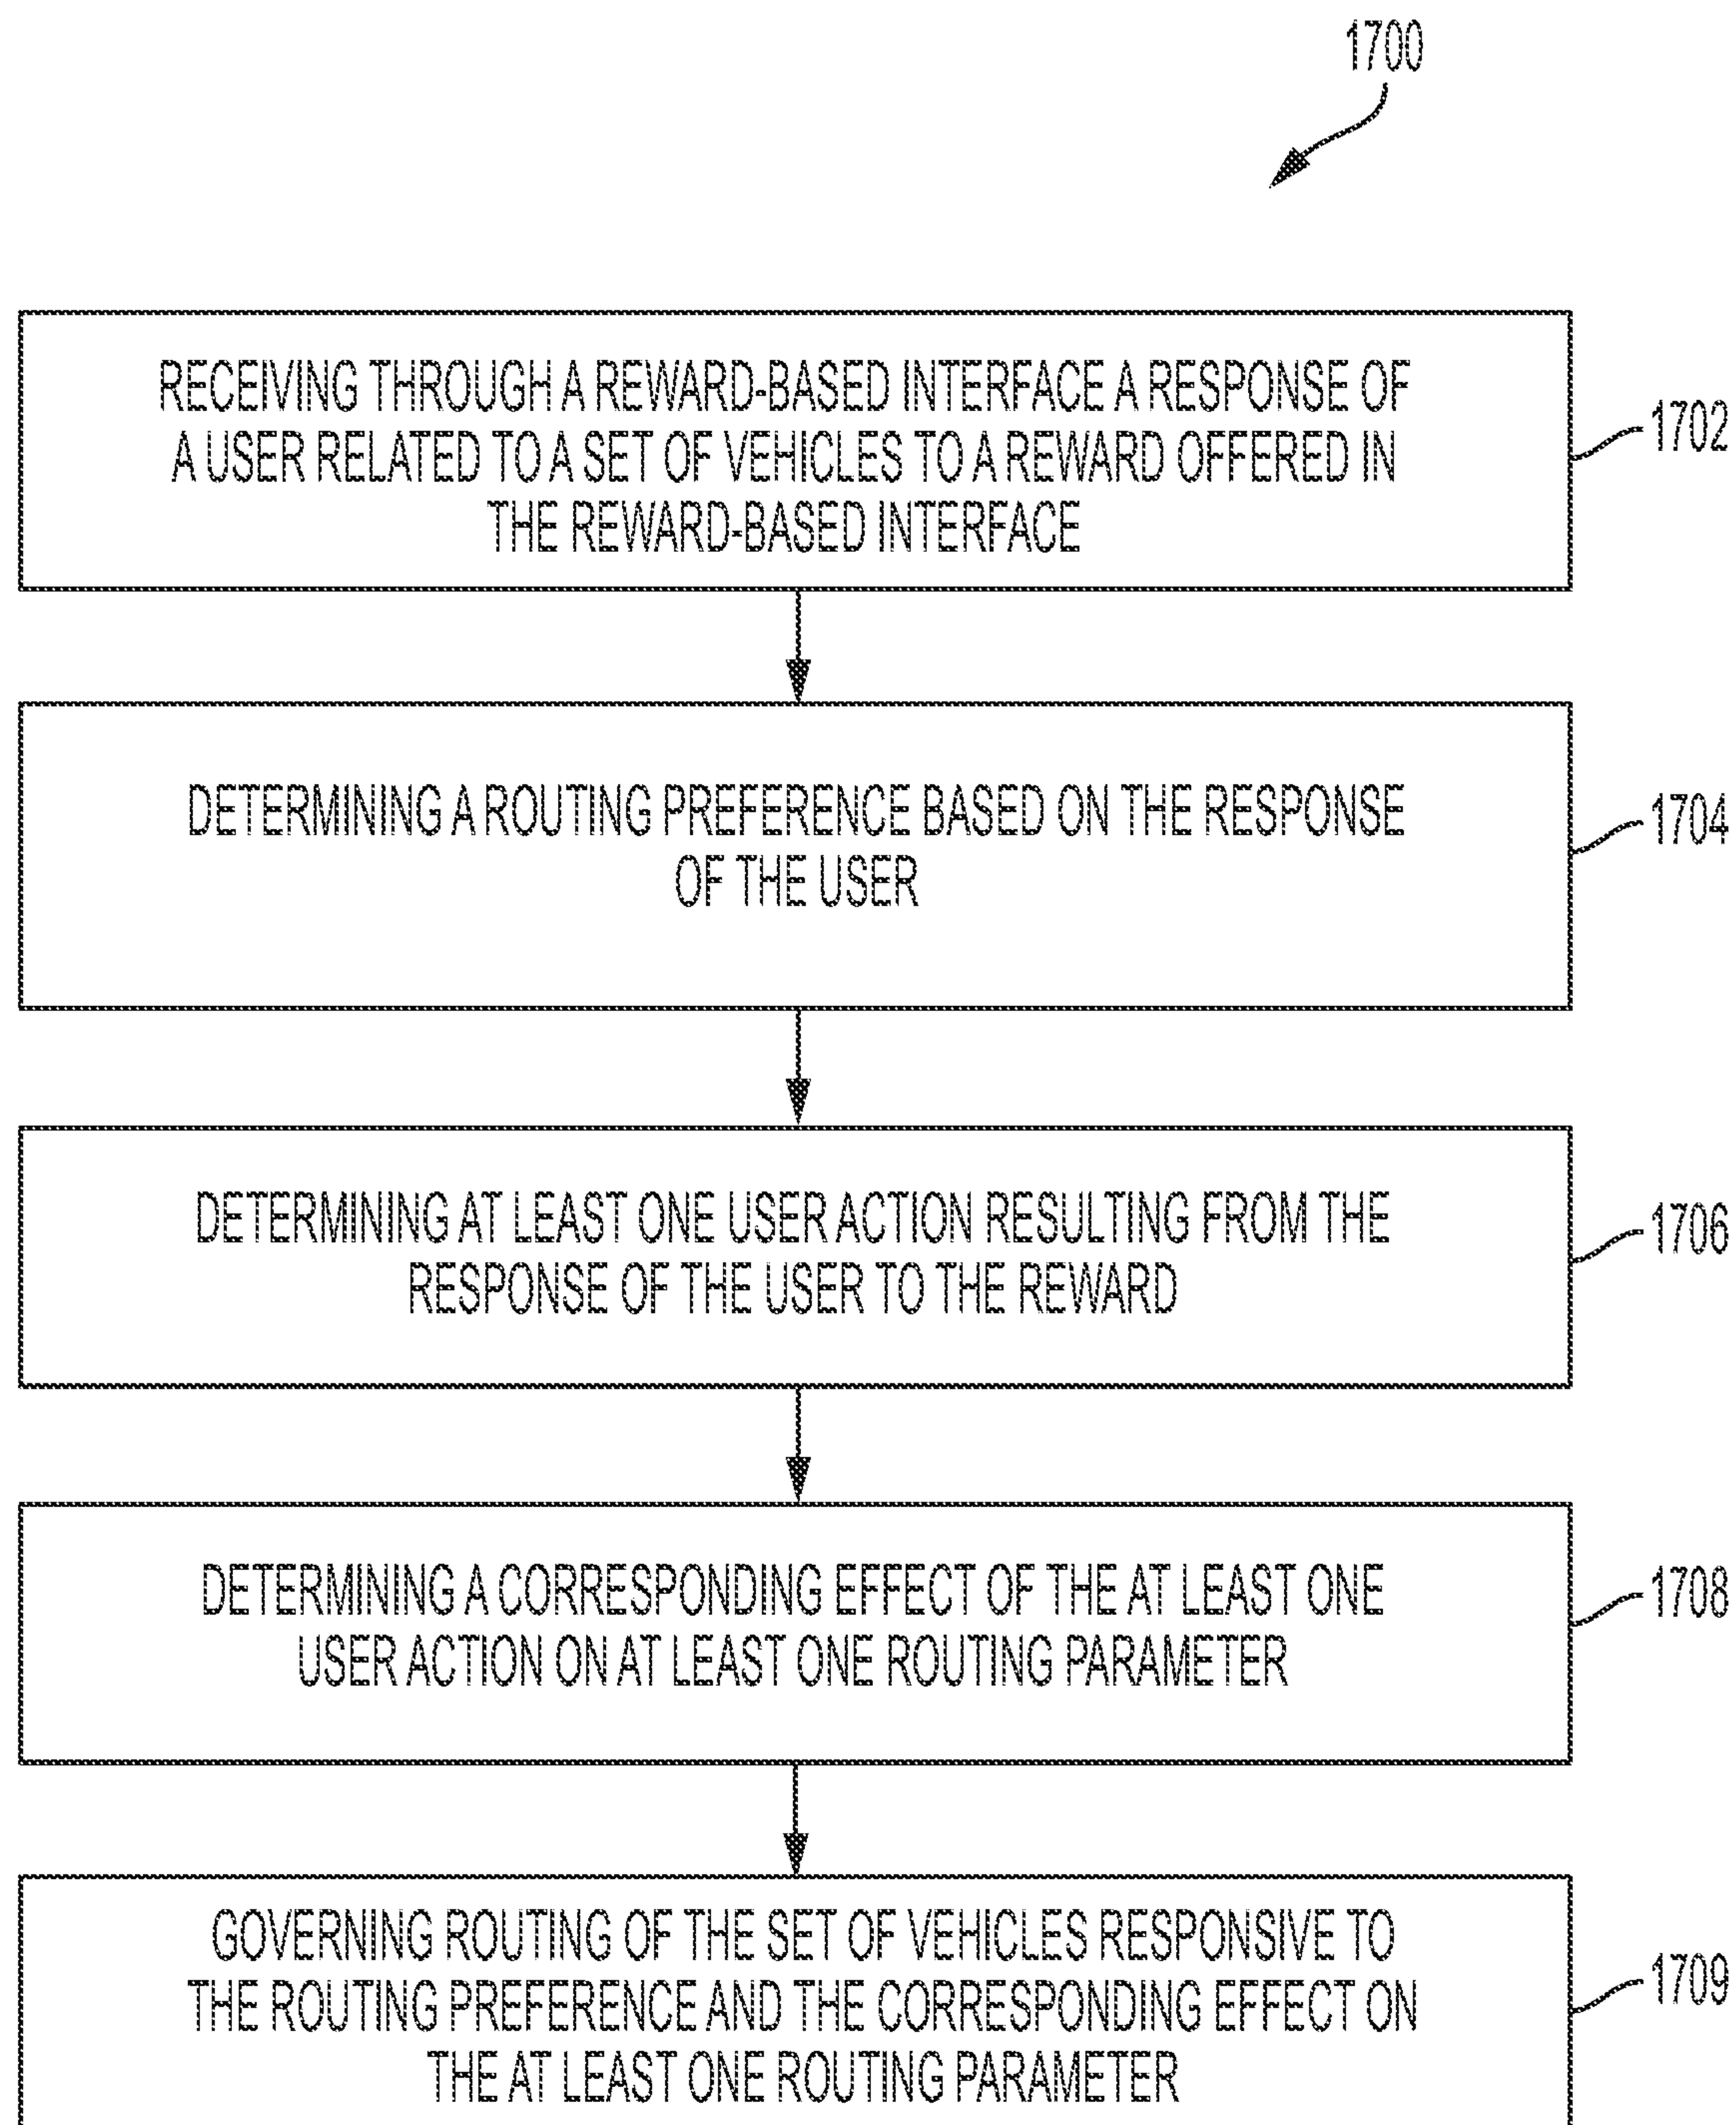 1700
RECEIVING THROUGH A REWARD-BASED INTERFACE A RESPONSE OF
A USER RELATED TO A SET OF VEHICLES TO A REWARD OFFERED IN
THE REWARD-BASED INTERFACE
1702
DETERMINING A ROUTING PREFERENCE BASED ON THE RESPONSE
OF THE USER
1704
DETERMINING AT LEAST ONE USER ACTION RESULTING FROM THE
RESPONSE OF THE USER TO THE REWARD
1706
DETERMINING A CORRESPONDING EFFECT OF THE AT LEAST ONE
USER ACTION ON AT LEAST ONE ROUTING PARAMETER
1708
GOVERNING ROUTING OF THE SET OF VEHICLES RESPONSIVE TO
THE ROUTING PREFERENCE AND THE CORRESPONDING EFFECT ON
THE AT LEAST ONE ROUTING PARAMETER
1709